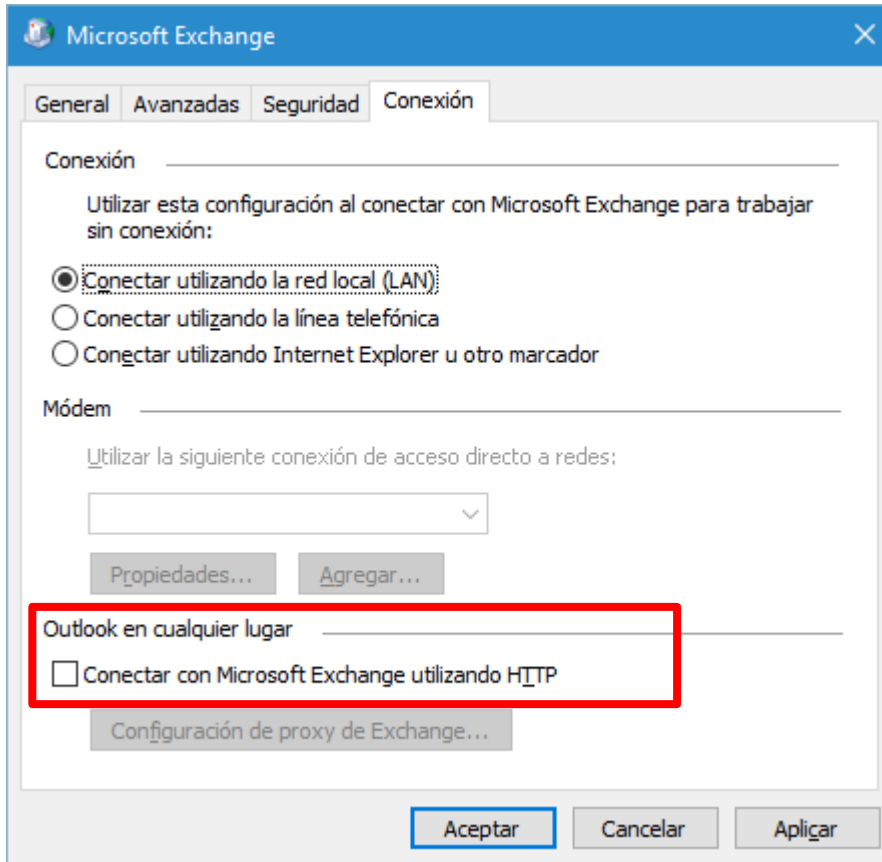 Microsoft Exchange
General Avanzadas Seguridad Conexión
Conexión
Utilizar esta configuración al conectar con Microsoft Exchange para trabajar
sin conexión:
Conectar utilizando la red local (LAN)
Conectar utilizando la línea telefónica
Conectar utilizando Internet Explorer u otro marcador
Módem
Utilizar la siguiente conexión de acceso directo a redes:
Propiedades... Agregar...
Outlook en cualquier lugar
Conectar con Microsoft Exchange utilizando HTTP
Configuración de proxy de Exchange...
Aceptar Cancelar Aplicar